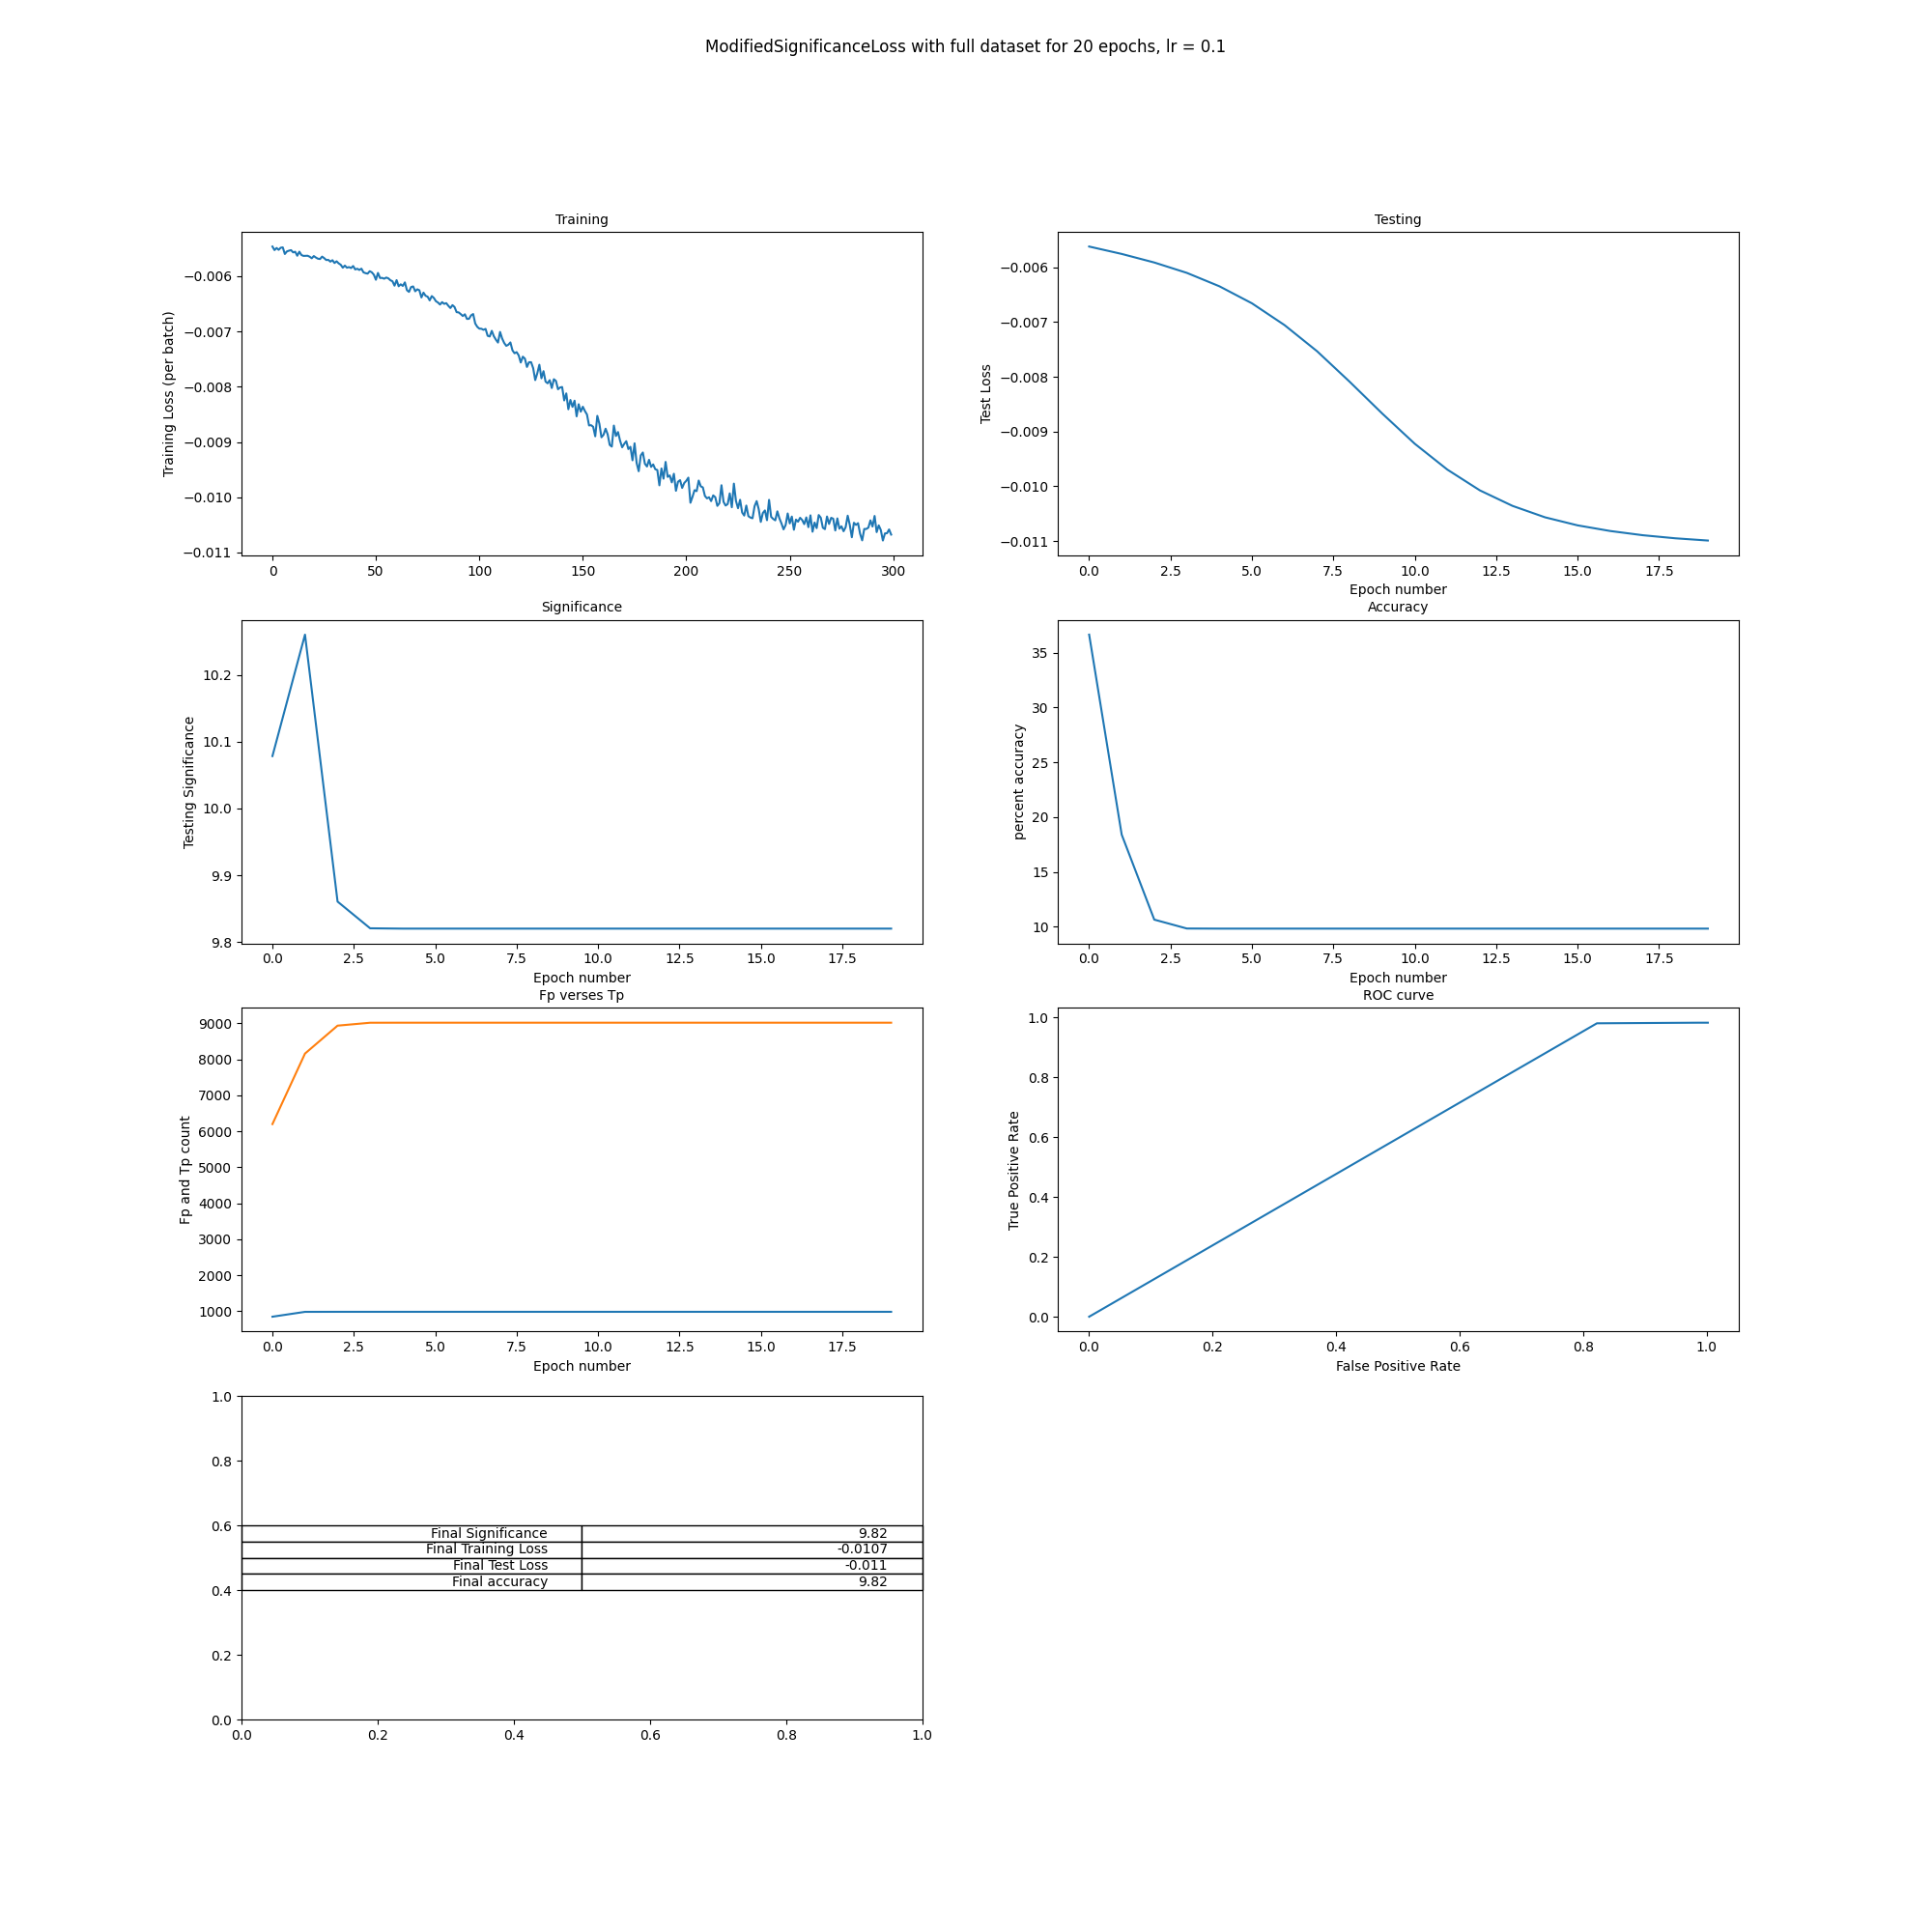 ModifiedSignificanceLoss with full dataset for 20 epochs, lr = 0.1
Training
Training Loss (per batch)
−0.006
−0.007
−0.008
−0.009
−0.010
−0.011
0 50 100 150 200 250 300
Testing
Test Loss
−0.006
−0.007
−0.008
−0.009
−0.010
−0.011
0.0 2.5 5.0 7.5 10.0 12.5 15.0 17.5
Epoch number
Significance
Testing Significance
10.2
10.1
10.0
9.9
9.8
0.0 2.5 5.0 7.5 10.0 12.5 15.0 17.5
Epoch number
Accuracy
percent accuracy
35
30
25
20
15
10
0.0 2.5 5.0 7.5 10.0 12.5 15.0 17.5
Epoch number
Fp verses Tp
Fp and Tp count
9000
8000
7000
6000
5000
4000
3000
2000
1000
0.0 2.5 5.0 7.5 10.0 12.5 15.0 17.5
Epoch number
ROC curve
True Positive Rate
1.0
0.8
0.6
0.4
0.2
0.0
0.0 0.2 0.4 0.6 0.8 1.0
False Positive Rate
1.0
0.8
0.6
0.4
0.2
0.0
Final Significance 9.82
Final Training Loss -0.0107
Final Test Loss -0.011
Final accuracy 9.82
0.0 0.2 0.4 0.6 0.8 1.0